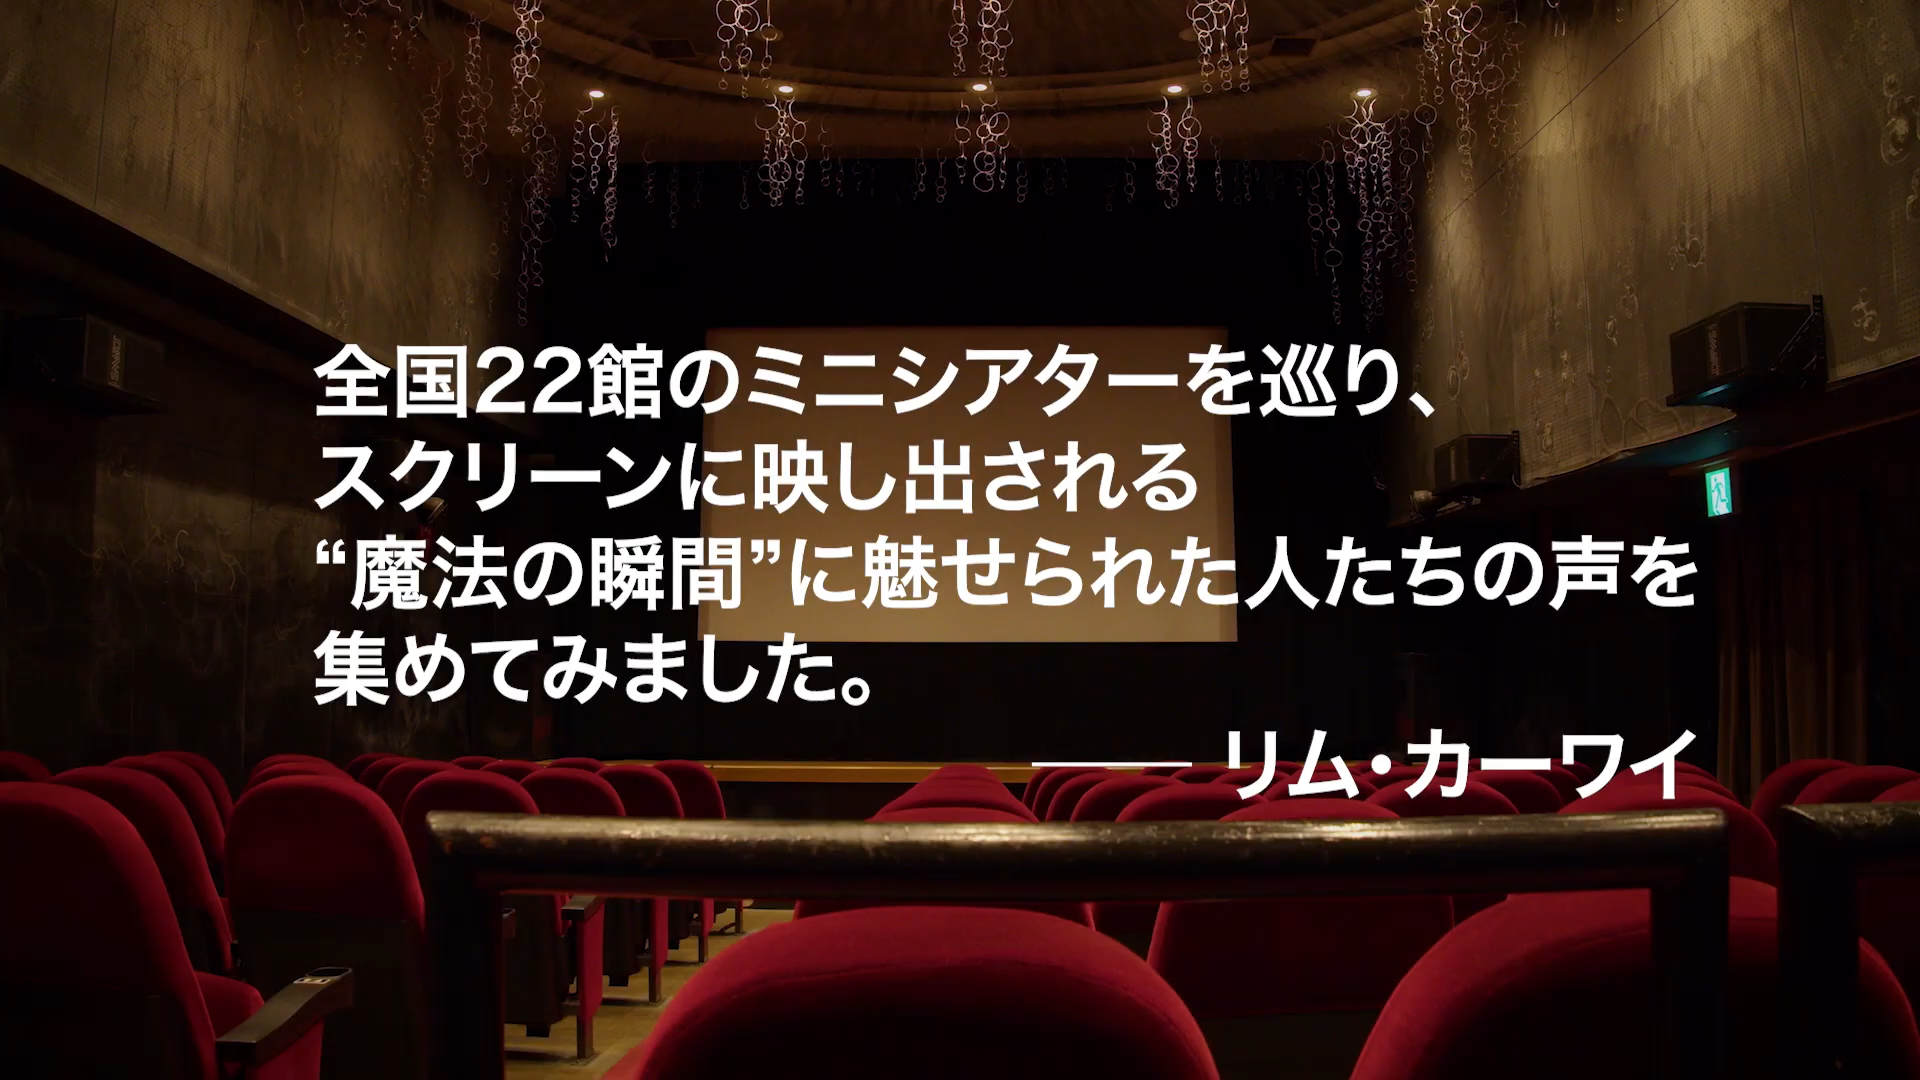 全国22館のミニシアターを巡り、
スクリーンに映し出される
“魔法の瞬間”に魅せられた人たちの声を
集めてみました。
―― リム・カーワイ